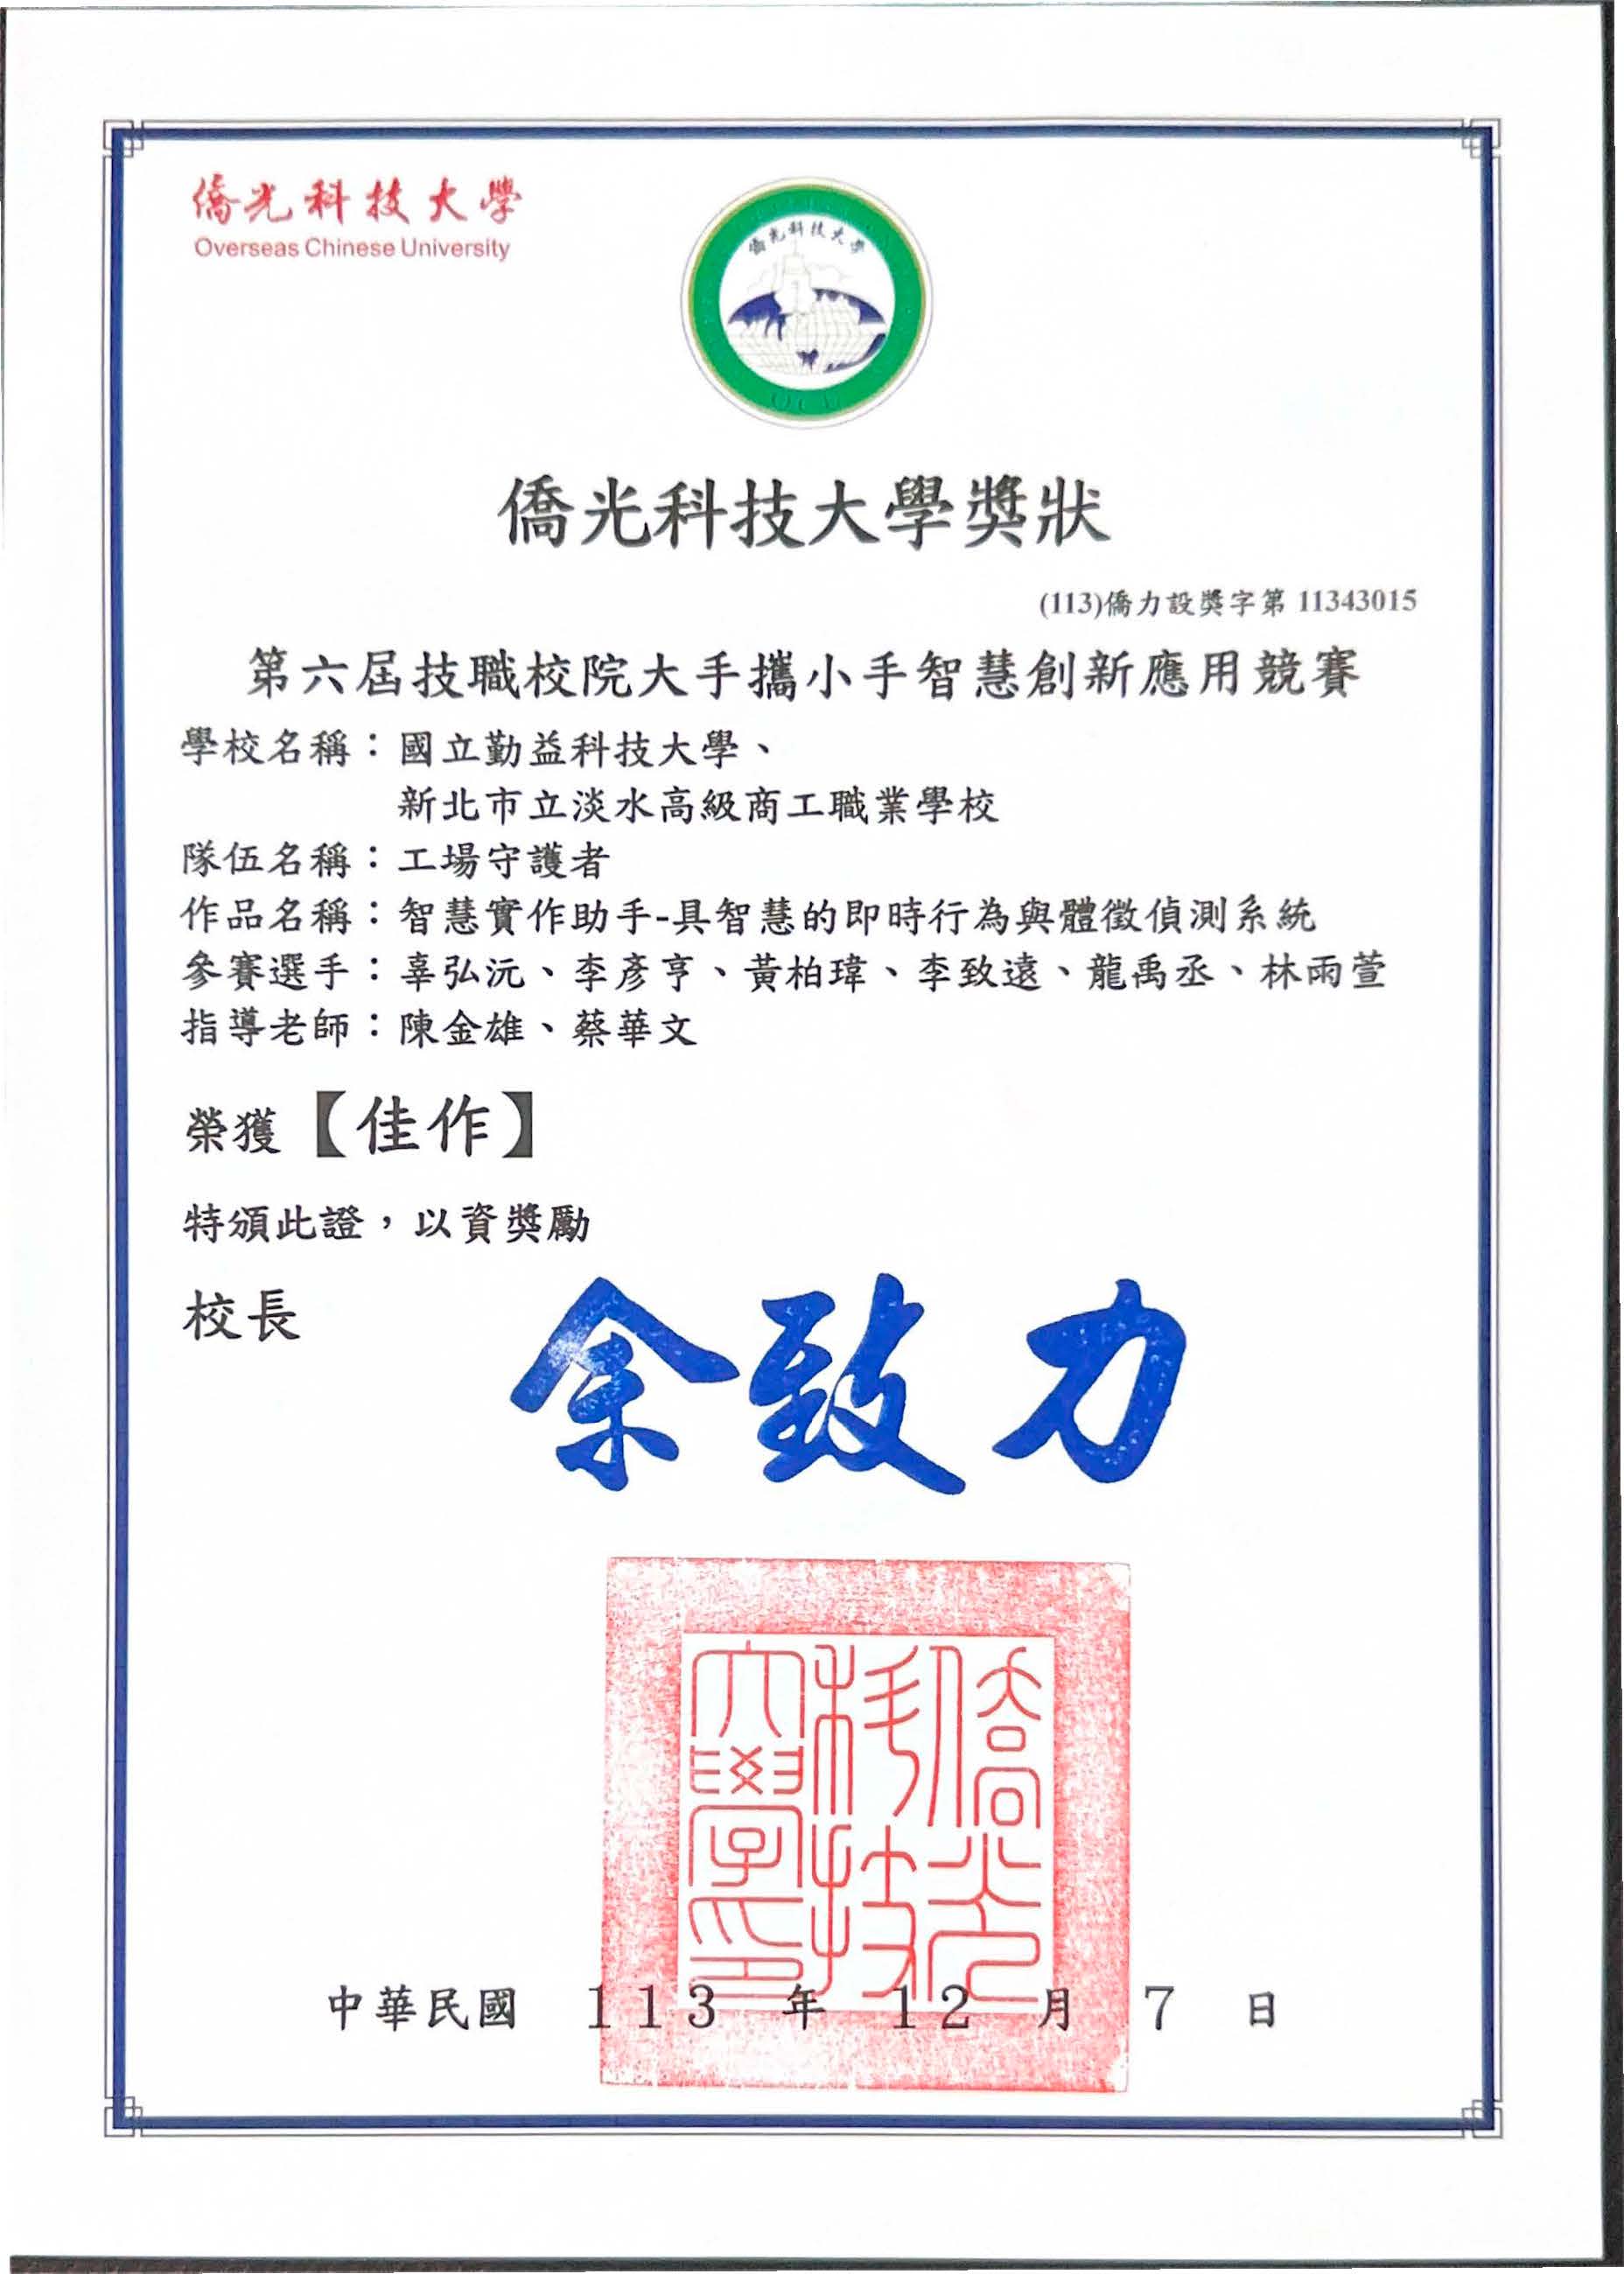 僑光科技大學
Overseas Chinese University
僑光科技大學
OCU
僑光科技大學獎狀
(113)僑力設獎字第 11343015
第六屆技職校院大手攜小手智慧創新應用競賽
學校名稱：國立勤益科技大學、
新北市立淡水高級商工職業學校
隊伍名稱：工場守護者
作品名稱：智慧實作助手-具智慧的即時行為與體徵偵測系統
參賽選手：辜弘沅、李彥亨、黃柏瑋、李致遠、龍禹丞、林雨萱
指導老師：陳金雄、蔡華文
榮獲【佳作】
特頒此證，以資獎勵
校長
余致力
僑光
科技
大學印
中華民國 113 年 12 月 7 日